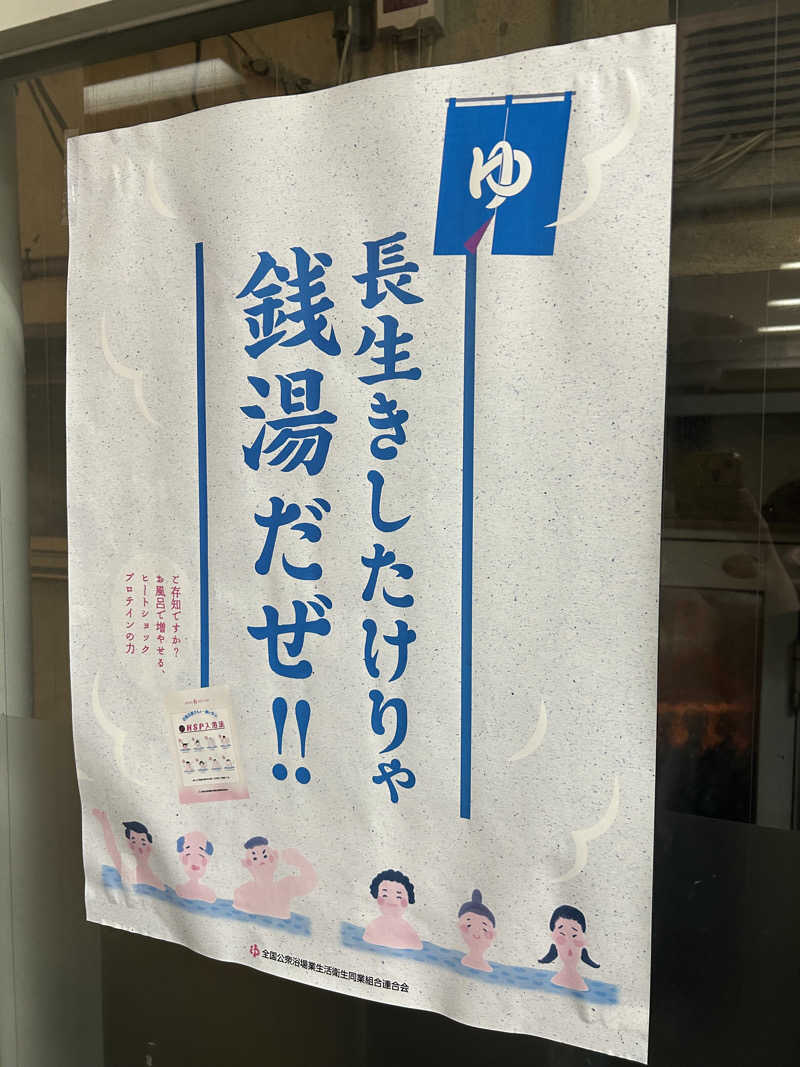 ゆ
長生きしたけりゃ
銭湯だぜ!!
ご存知ですか?
お風呂で増やせる、
ヒートショック
プロテインの力
HSP入浴法
ゆ 全国公衆浴場業生活衛生同業組合連合会